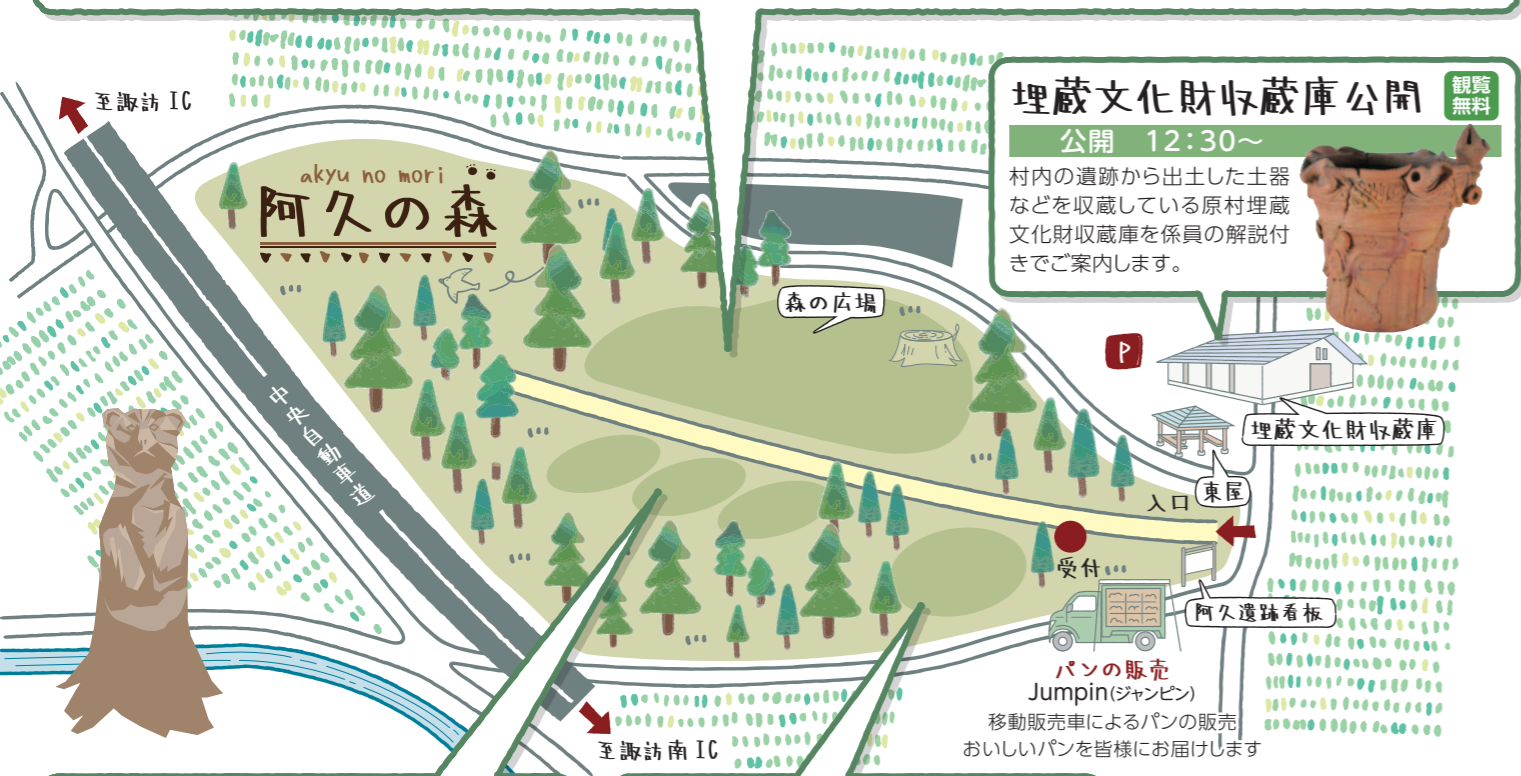 至諏訪IC
akyu no mori
阿久の森
埋蔵文化財収蔵庫公開
観覧
無料
公開 12:30～
村内の遺跡から出土した土器
などを収蔵している原村埋蔵
文化財収蔵庫を係員の解説付
きでご案内します。
森の広場
P
埋蔵文化財収蔵庫
東屋
入口
中央自動車道
受付
阿久遺跡看板
パンの販売
Jumpin(ジャンピン)
移動販売車によるパンの販売
おいしいパンを皆様にお届けします
至諏訪南IC